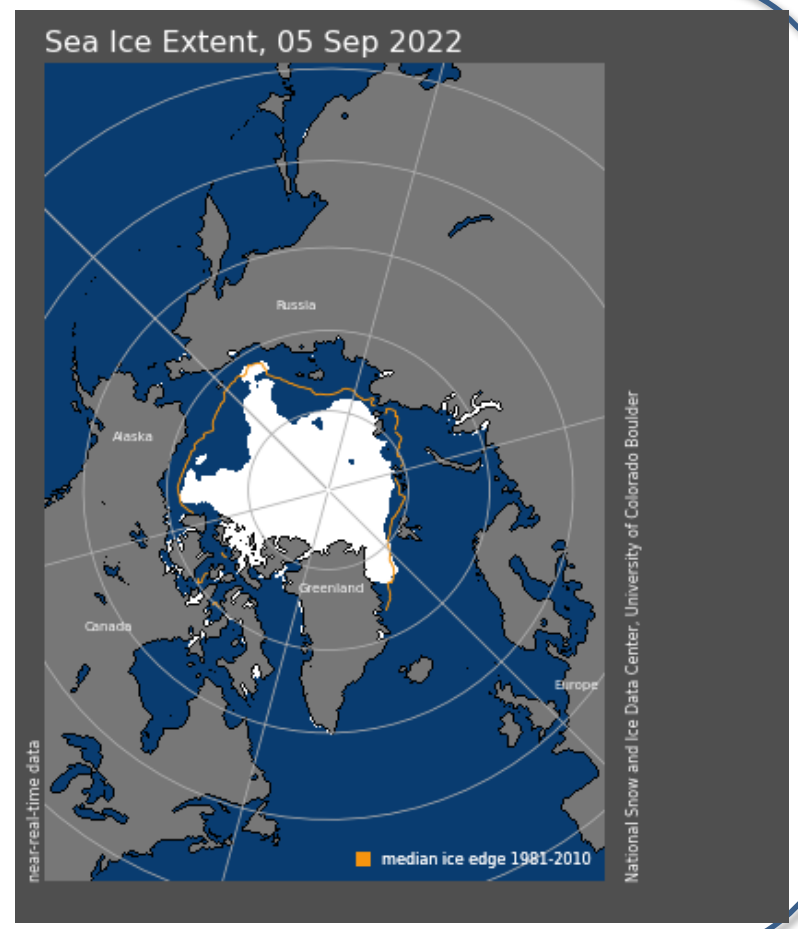 Sea Ice Extent, 05 Sep 2022
Russia
Alaska
Greenland
Canada
Europe
near-real-time data
National Snow and Ice Data Center, University of Colorado Boulder
median ice edge 1981-2010